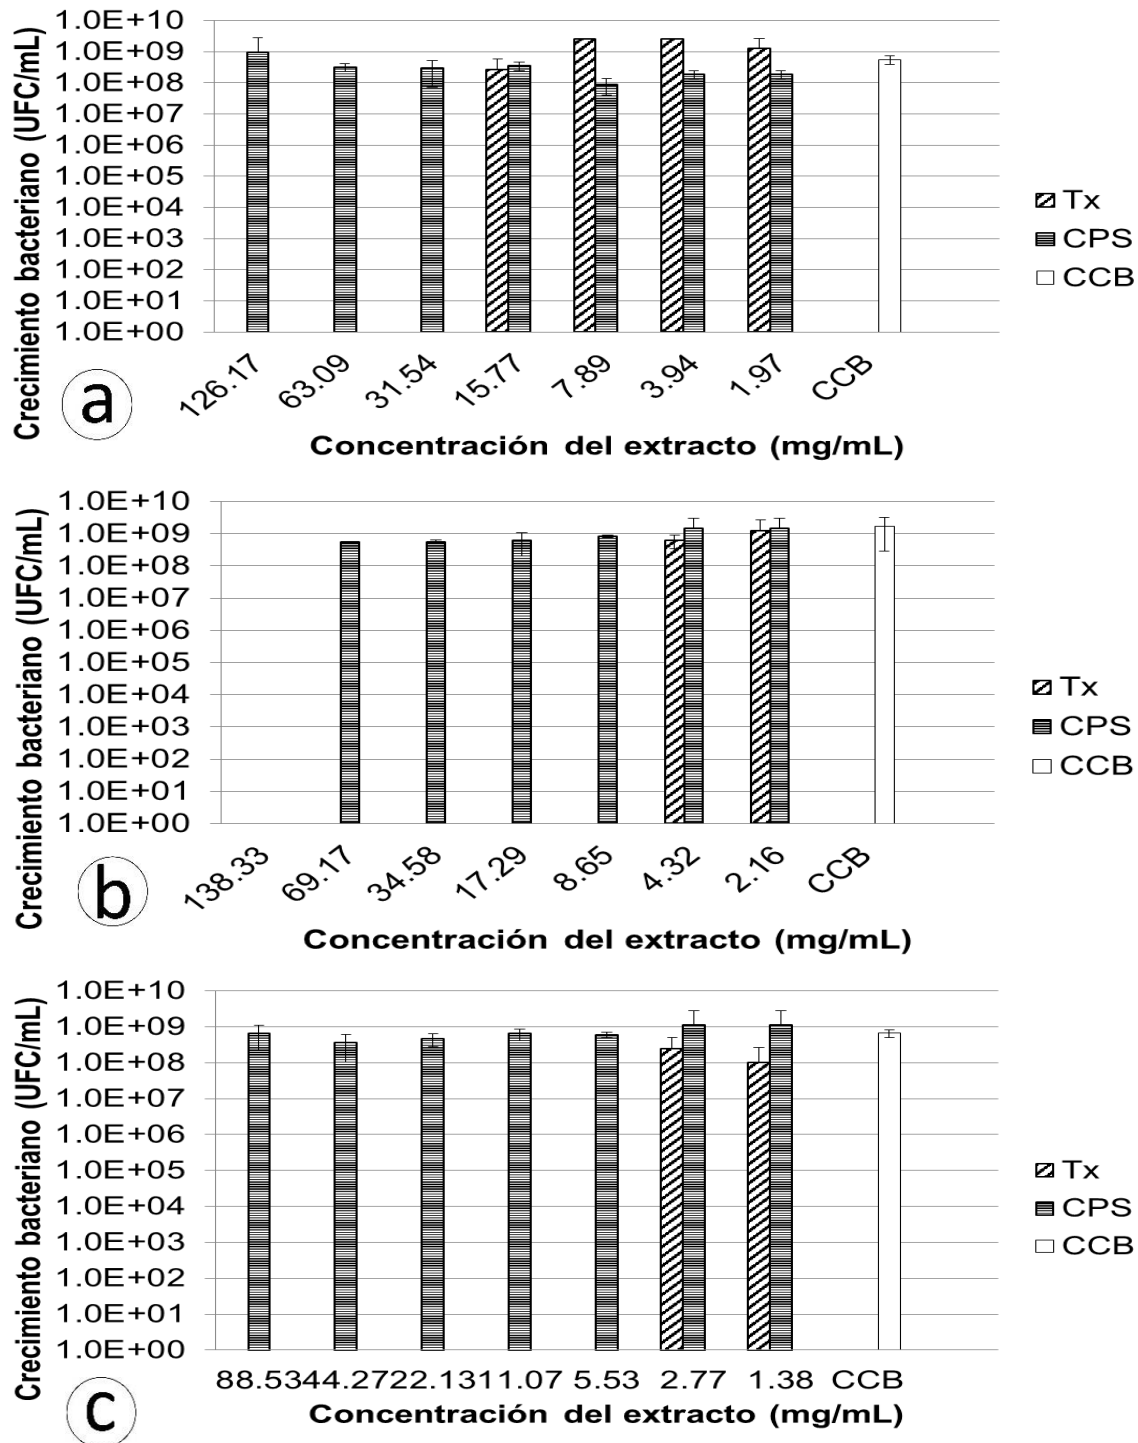 Crecimiento bacteriano (UFC/mL)
1.0E+10
1.0E+09
1.0E+08
1.0E+07
1.0E+06
1.0E+05
1.0E+04
1.0E+03
1.0E+02
1.0E+01
1.0E+00
Tx
CPS
CCB
126.17 63.09 31.54 15.77 7.89 3.94 1.97 CCB
a
Concentración del extracto (mg/mL)
Crecimiento bacteriano (UFC/mL)
1.0E+10
1.0E+09
1.0E+08
1.0E+07
1.0E+06
1.0E+05
1.0E+04
1.0E+03
1.0E+02
1.0E+01
1.0E+00
Tx
CPS
CCB
138.33 69.17 34.58 17.29 8.65 4.32 2.16 CCB
b
Concentración del extracto (mg/mL)
Crecimiento bacteriano (UFC/mL)
1.0E+10
1.0E+09
1.0E+08
1.0E+07
1.0E+06
1.0E+05
1.0E+04
1.0E+03
1.0E+02
1.0E+01
1.0E+00
Tx
CPS
CCB
88.53 44.27 22.13 11.07 5.53 2.77 1.38 CCB
c
Concentración del extracto (mg/mL)